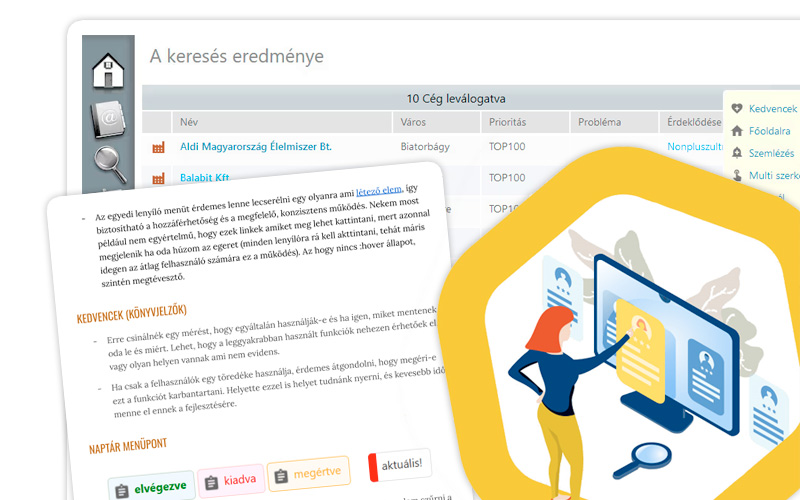 A keresés eredménye
10 Cég leválogatva
Név Város Prioritás Probléma Érdeklődése
Aldi Magyarország Élelmiszer Bt. Biatorbágy TOP100 Nonpluszult
Balabit Kft. TOP100
TOP10
Kedvencek
Főoldalra
Szemlézés
Multi szerk
- Az egyedi lenyíló menüt érdemes lenne lecserélni egy olyanra ami létező elem, így
biztosítható a hozzáférhetőség és a megfelelő, konzisztens működés. Nekem most
például nem egyértelmű, hogy ezek linkek amiket meg lehet kattintani, mert azonnal
megjelenik ha oda húzom az egeret (minden lenyílóra rá kell akttintani, tehát máris
idegen az átlag felhasználó számára ez a működés). Az hogy nincs :hover állapot,
szintén megtévesztő.
KEDVENCEK (KÖNYVJELZŐK)
- Erre csinálnék egy mérést, hogy egyáltalán használják-e és ha igen, miket mentenek
oda le és miért. Lehet, hogy a leggyakrabban használt funkciók nehezen érhetőek el
vagy olyan helyen vannak ami nem evidens.
- Ha csak a felhasználók egy töredéke használja, érdemes átgondolni, hogy megéri-e
ezt a funkciót karbantartani. Helyette ezzel is helyet tudnánk nyerni, és kevesebb idő
menne el ennek a fejlesztésére.
NAPTÁR MENÜPONT
elvégezve kiadva megértve aktuális!